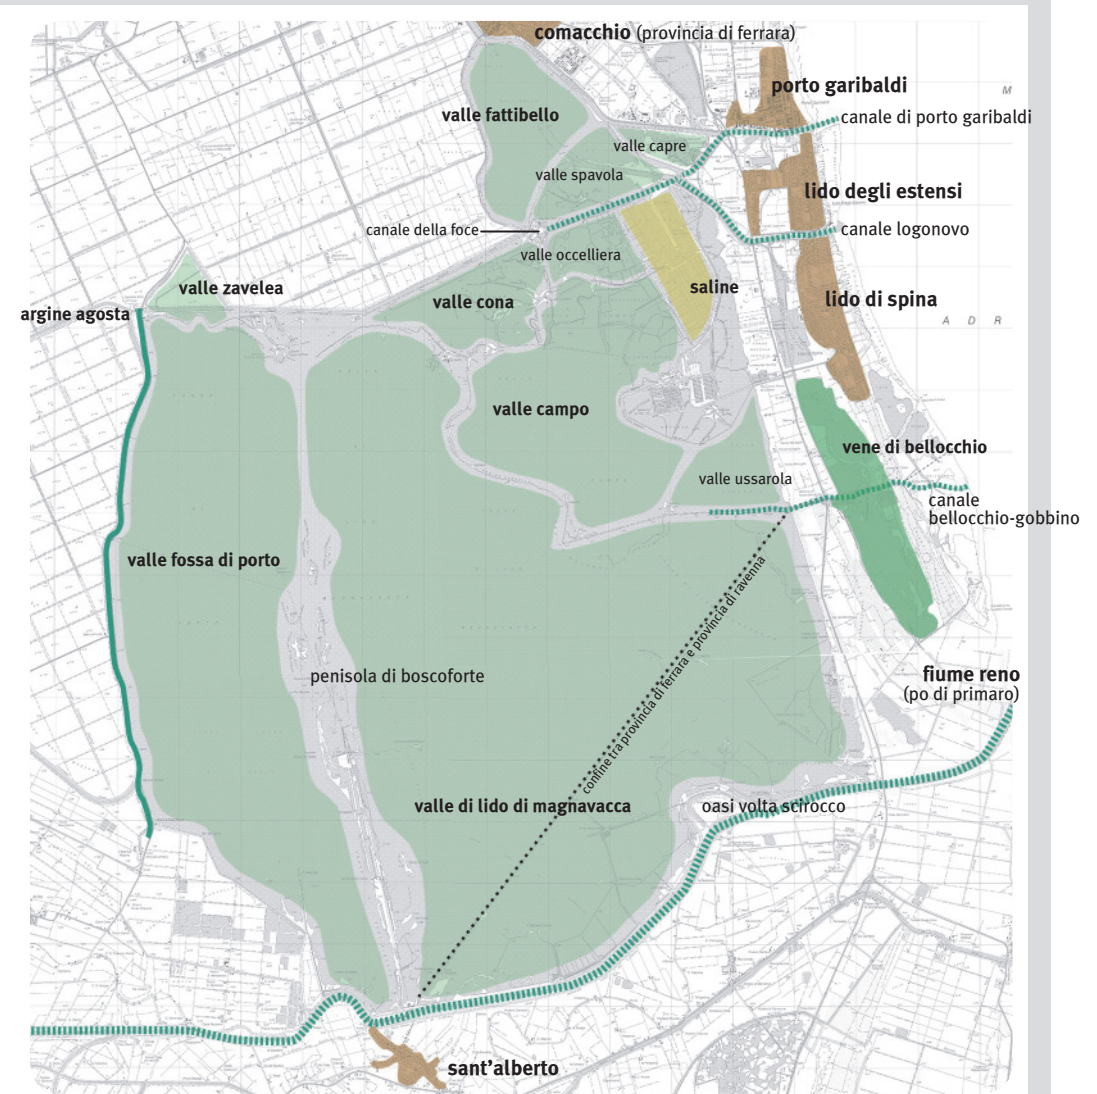 comacchio (provincia di ferrara)
porto garibaldi
M
valle fattibello
canale di porto garibaldi
valle capre
valle spavola
lido degli estensi
canale della foce
canale logonovo
valle occelliera
valle zavelea
saline
valle cona
lido di spina
argine agosta
A D R
valle campo
vene di bellocchio
valle ussarola
canale
bellocchio-gobbino
valle fossa di porto
confine tra provincia di ferrara e provincia di ravenna
penisola di boscoforte
fiume reno
(po di primaro)
valle di lido di magnavacca
oasi volta scirocco
sant'alberto